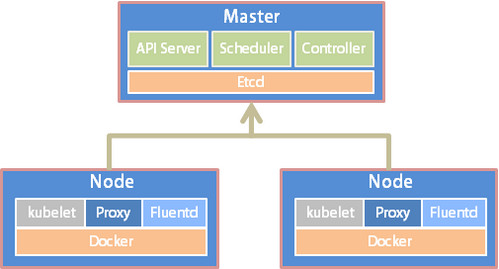 Master
API Server Scheduler Controller
Etcd
Node Node
kubelet Proxy Fluentd kubelet Proxy Fluentd
Docker Docker